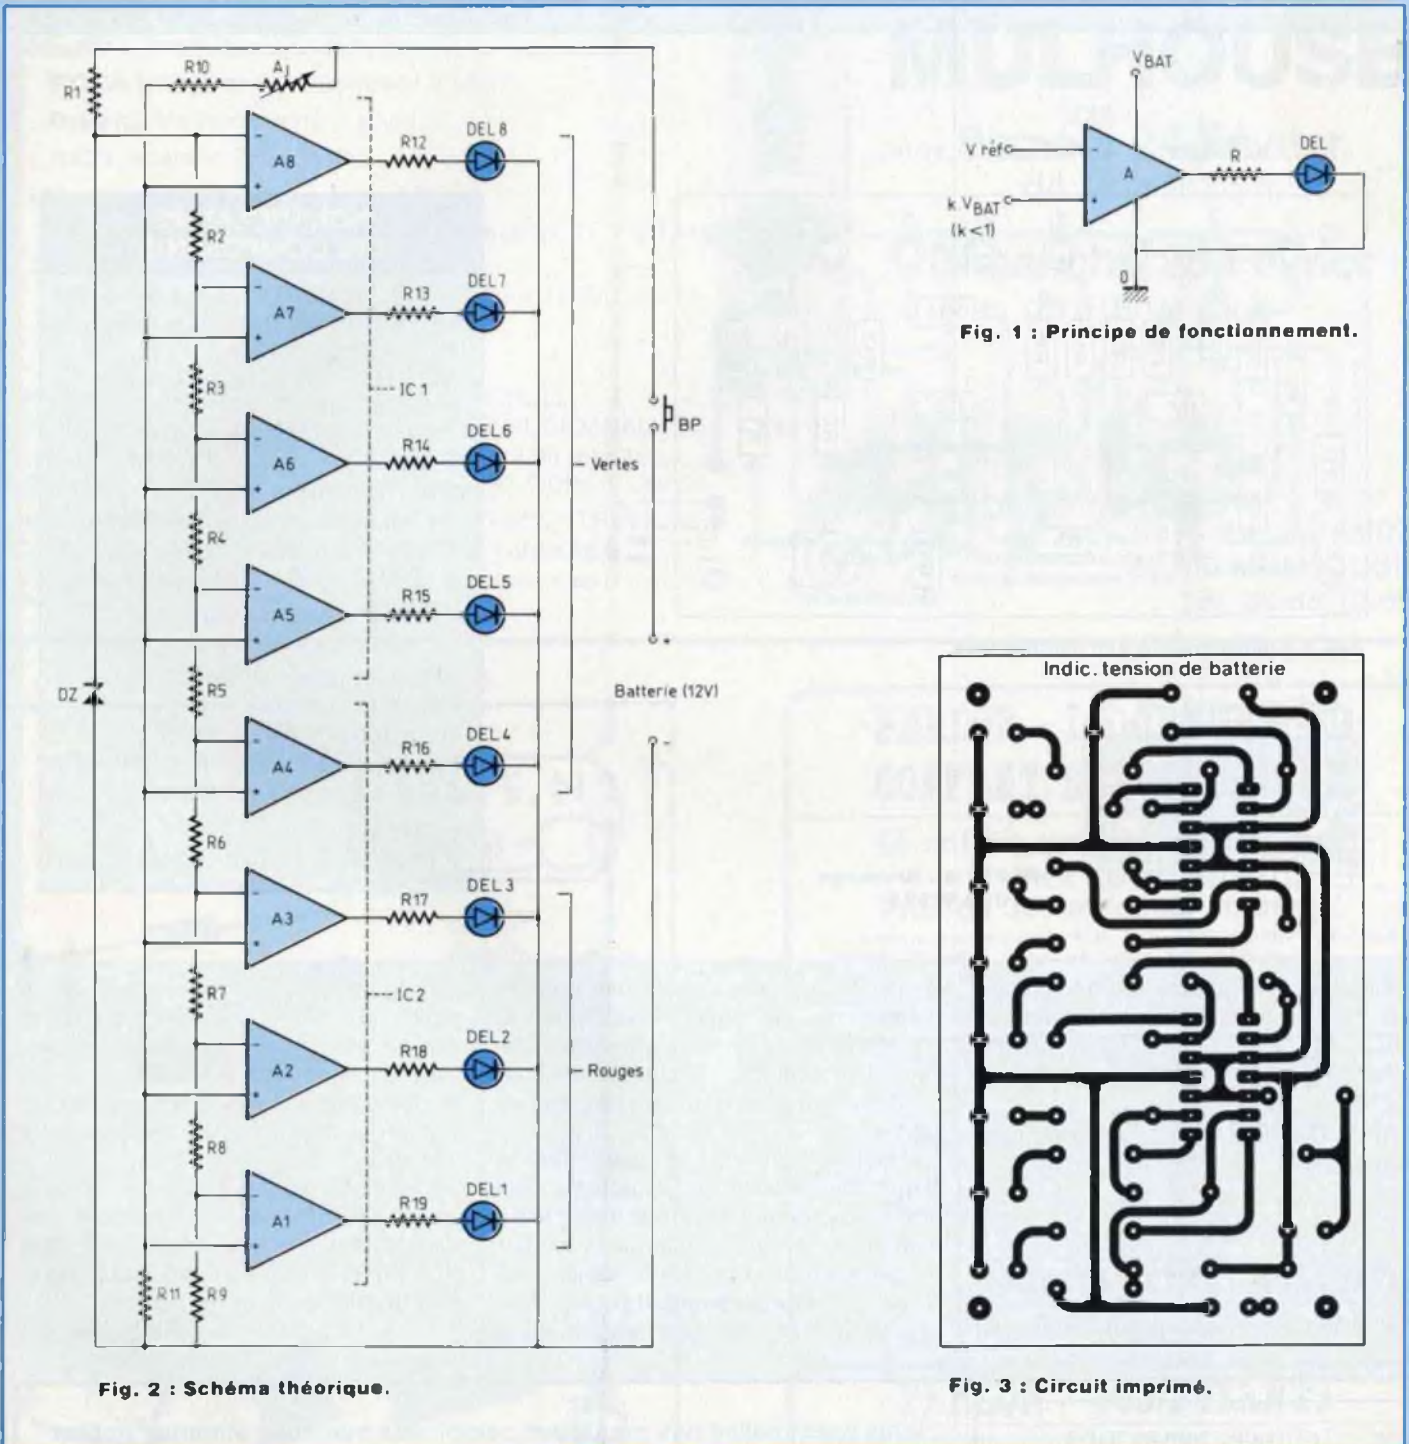 R10
Aj
R1
A8
-
+
R12
DEL 8
R2
A7
-
+
R13
DEL 7
R3
IC 1
A6
-
+
R14
DEL 6
Vertes
BP
R4
A5
-
+
R15
DEL 5
+
R5
DZ
Batterie (12V)
A4
-
+
R16
DEL 4
-
R6
A3
-
+
R17
DEL 3
R7
IC 2
A2
-
+
R18
DEL 2
Rouges
R8
A1
-
+
R19
DEL 1
R11
R9
Fig. 2 : Schéma théorique.
VBAT
V réf
-
A
R
DEL
k.VBAT
+
(k<1)
0
Fig. 1 : Principe de fonctionnement.
Indic. tension de batterie
Fig. 3 : Circuit imprimé.